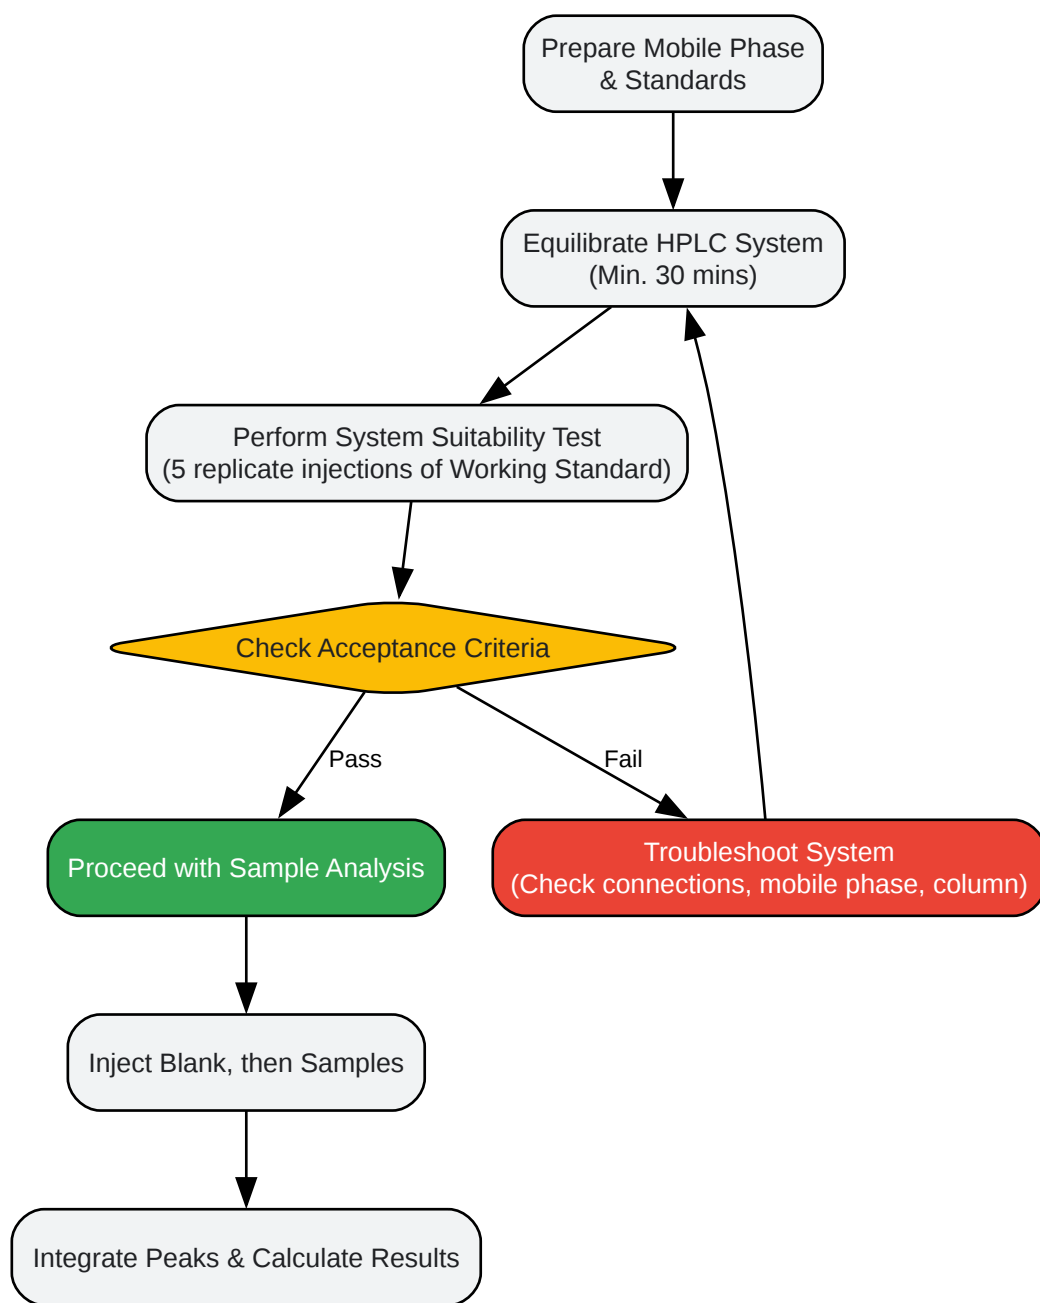 Prepare Mobile Phase
& Standards
Equilibrate HPLC System
(Min. 30 mins)
Perform System Suitability Test
(5 replicate injections of Working Standard)
Check Acceptance Criteria
Pass
Fail
Proceed with Sample Analysis
Troubleshoot System
(Check connections, mobile phase, column)
Inject Blank, then Samples
Integrate Peaks & Calculate Results